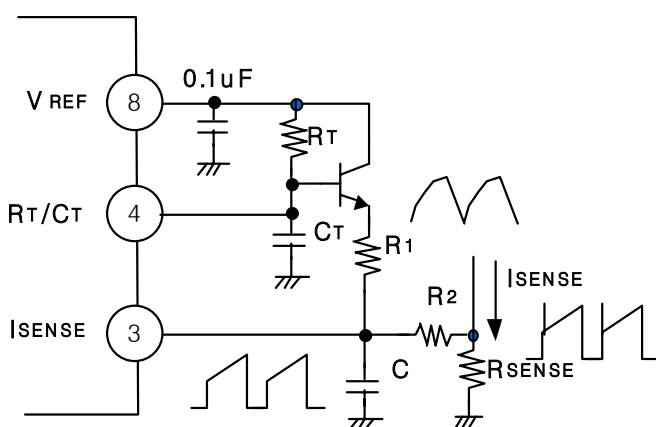 0.1uF
VREF
8
RT
RT/CT
4
CT
R1
ISENSE
R2
ISENSE
3
C
RSENSE